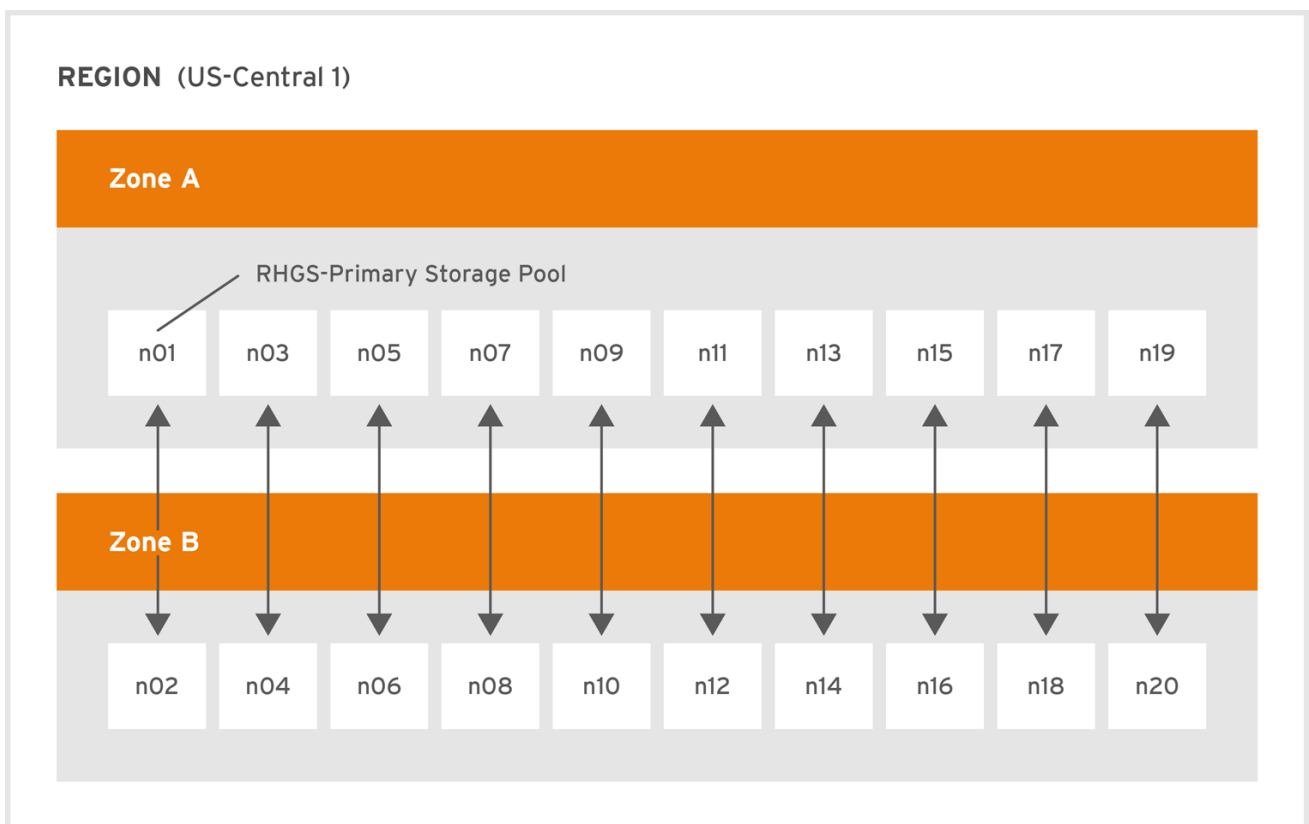 REGION (US-Central 1)
Zone A
RHGS-Primary Storage Pool
n01 n03 n05 n07 n09 n11 n13 n15 n17 n19
Zone B
n02 n04 n06 n08 n10 n12 n14 n16 n18 n20